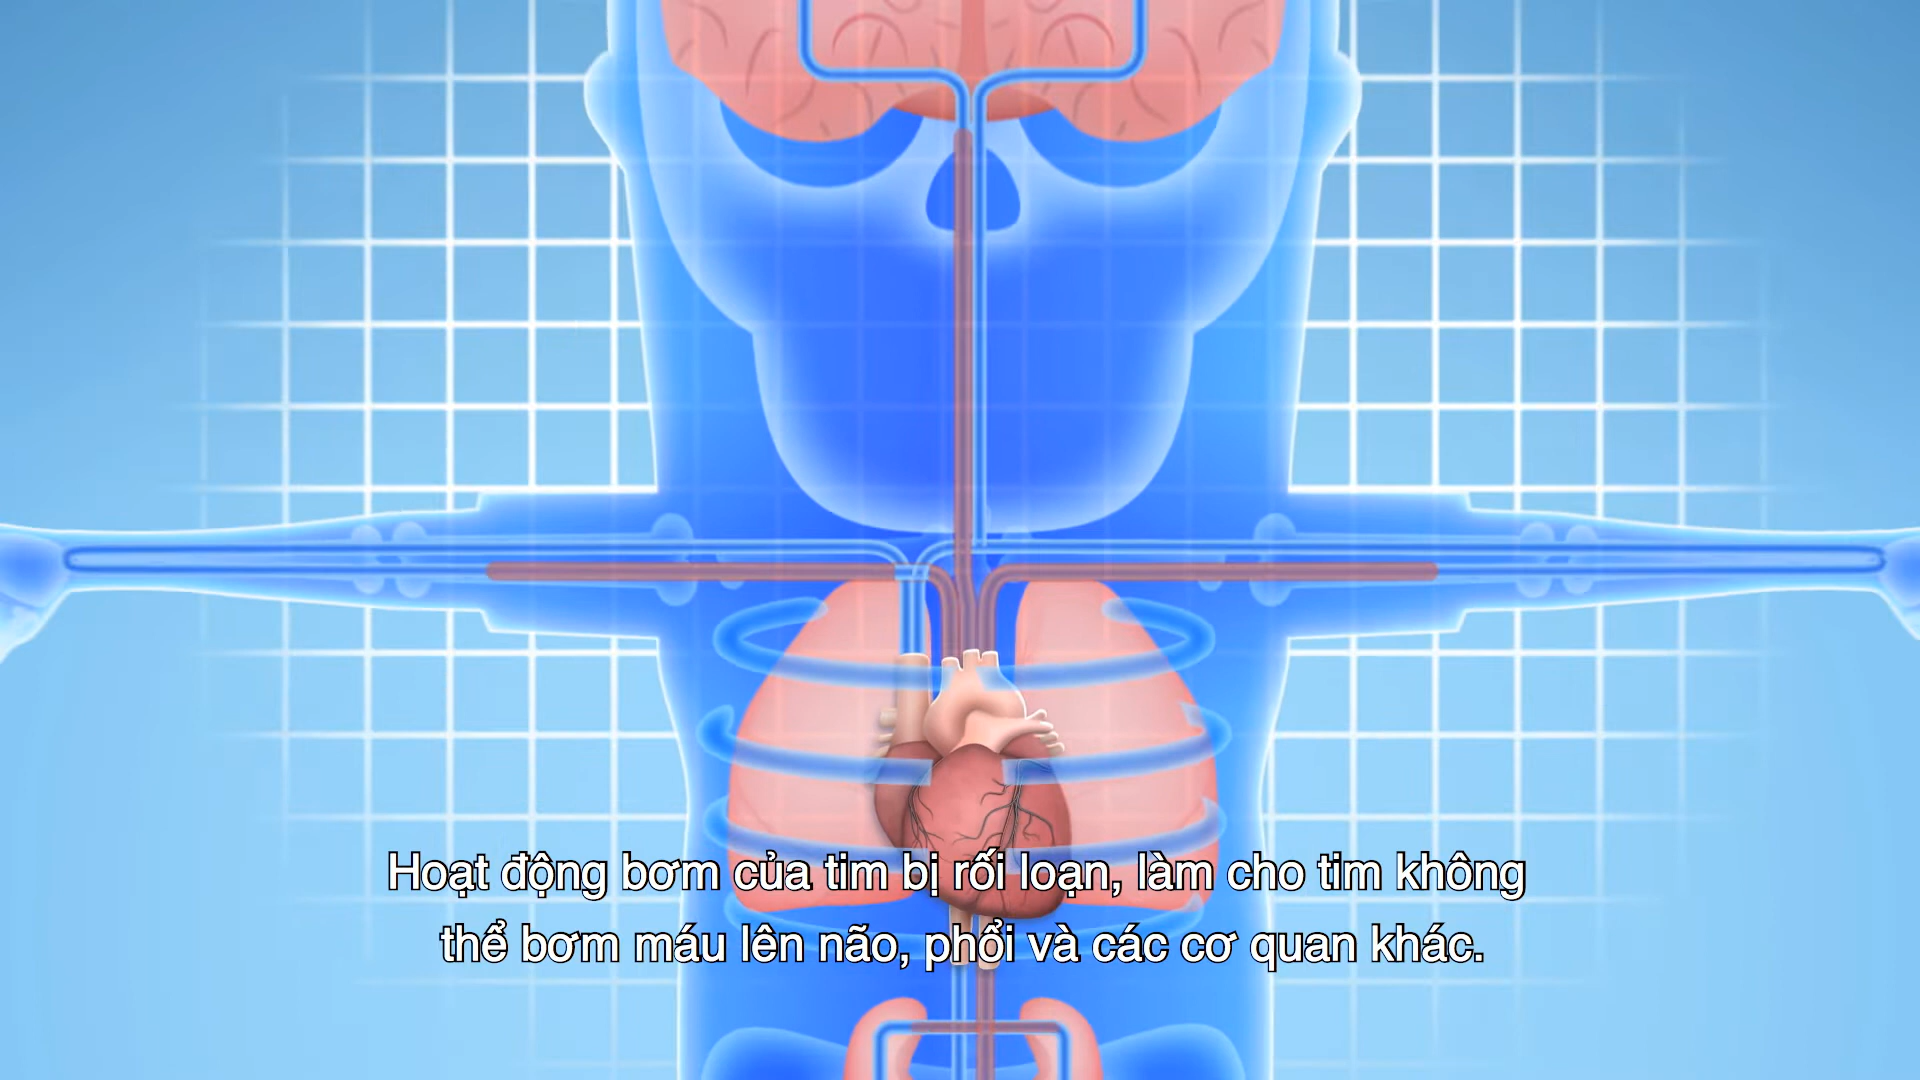 Hoạt động bơm của tim bị rối loạn, làm cho tim không
thể bơm máu lên não, phổi và các cơ quan khác.